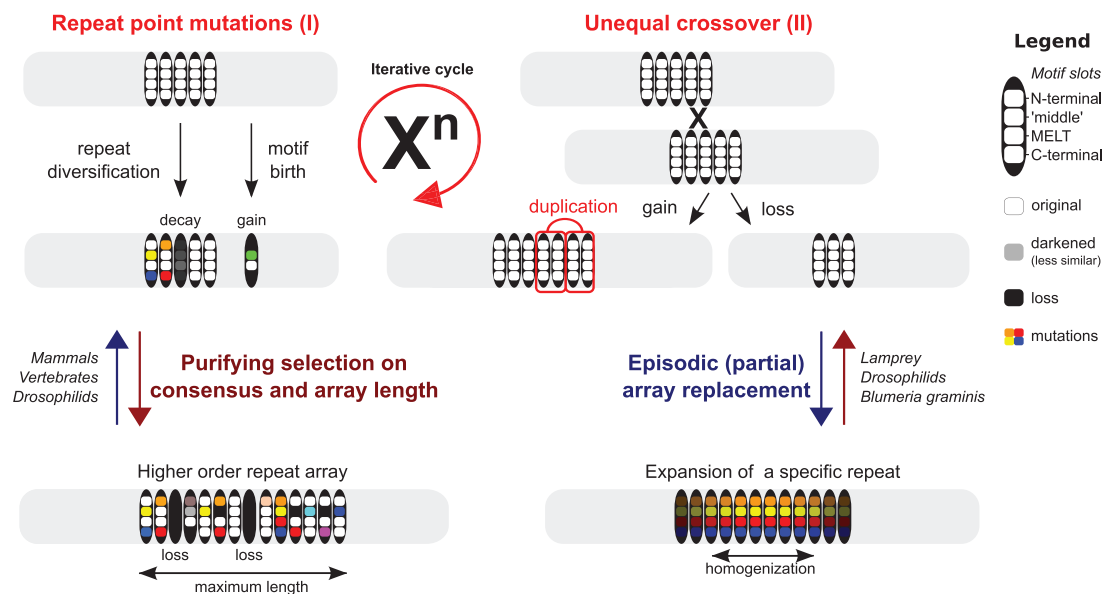 Repeat point mutations (I)
Iterative cycle
Xn
repeat
diversification
motif
birth
decay
gain
Unequal crossover (II)
X
duplication
gain
loss
Legend
Motif slots
N-terminal
'middle'
MELT
C-terminal
original
darkened
(less similar)
loss
mutations
Mammals
Vertebrates
Drosophilids
Purifying selection on
consensus and array length
Episodic (partial)
array replacement
Lamprey
Drosophilids
Blumeria graminis
Higher order repeat array
loss
loss
maximum length
Expansion of a specific repeat
homogenization